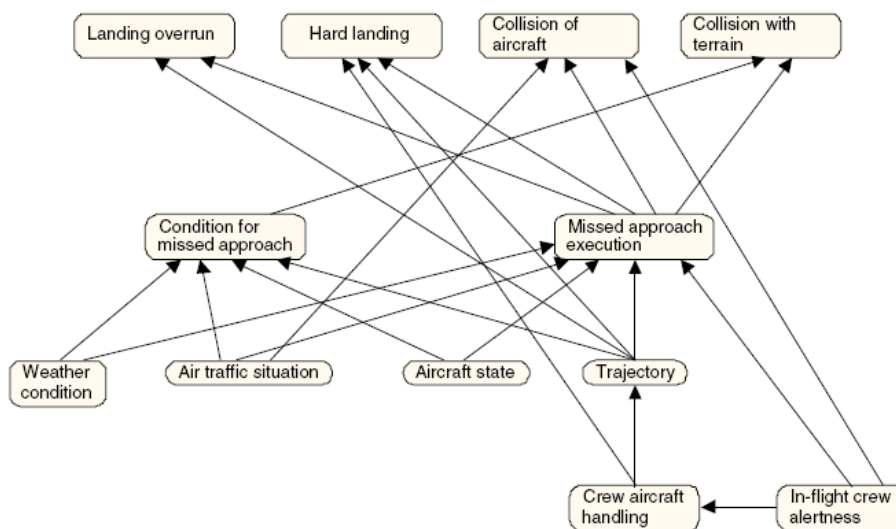 Landing overrun
Hard landing
Collision of
aircraft
Collision with
terrain
Condition for
missed approach
Missed approach
execution
Weather
condition
Air traffic situation
Aircraft state
Trajectory
Crew aircraft
handling
In-flight crew
alertness